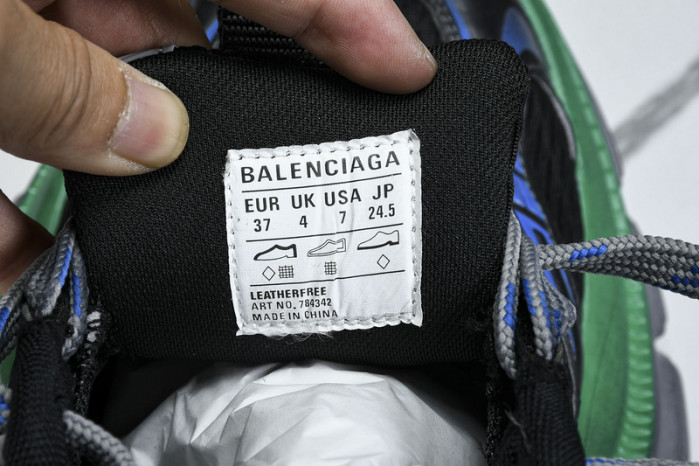 BALENCIAGA
EUR UK USA JP
37 4 7 24.5
LEATHERFREE
ART NO. 784342
MADE IN CHINA